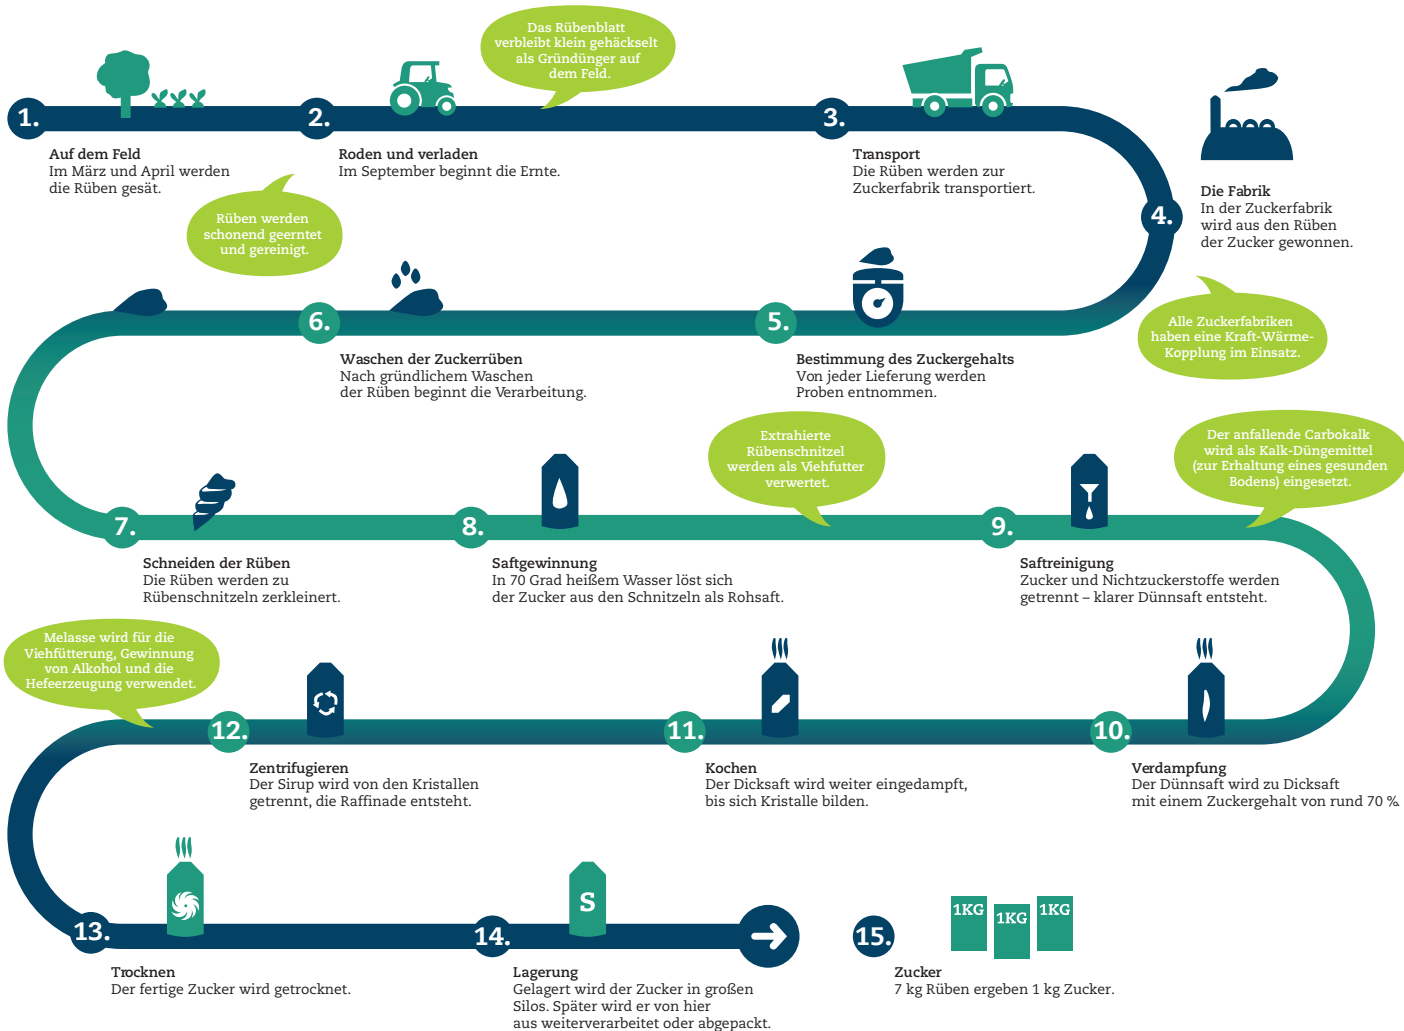 Das Rübenblatt
verbleibt klein gehäckselt
als Gründünger auf
dem Feld.
1.
2.
3.
Auf dem Feld
Im März und April werden
die Rüben gesät.
Roden und verladen
Im September beginnt die Ernte.
Transport
Die Rüben werden zur
Zuckerfabrik transportiert.
Rüben werden
schonend geerntet
und gereinigt.
4.
Die Fabrik
In der Zuckerfabrik
wird aus den Rüben
der Zucker gewonnen.
Alle Zuckerfabriken
haben eine Kraft-Wärme-
Kopplung im Einsatz.
5.
Bestimmung des Zuckergehalts
Von jeder Lieferung werden
Proben entnommen.
6.
Waschen der Zuckerrüben
Nach gründlichem Waschen
der Rüben beginnt die Verarbeitung.
7.
Schneiden der Rüben
Die Rüben werden zu
Rübenschnitzeln zerkleinert.
8.
Saftgewinnung
In 70 Grad heißem Wasser löst sich
der Zucker aus den Schnitzeln als Rohsaft.
Extrahierte
Rübenschnitzel
werden als Viehfutter
verwertet.
9.
Saftreinigung
Zucker und Nichtzuckerstoffe werden
getrennt – klarer Dünnsaft entsteht.
Der anfallende Carbokalk
wird als Kalk-Düngemittel
(zur Erhaltung eines gesunden
Bodens) eingesetzt.
10.
Verdampfung
Der Dünnsaft wird zu Dicksaft
mit einem Zuckergehalt von rund 70 %.
11.
Kochen
Der Dicksaft wird weiter eingedampft,
bis sich Kristalle bilden.
12.
Zentrifugieren
Der Sirup wird von den Kristallen
getrennt, die Raffinade entsteht.
Melasse wird für die
Viehfütterung, Gewinnung
von Alkohol und die
Hefeerzeugung verwendet.
13.
Trocknen
Der fertige Zucker wird getrocknet.
14.
S
Lagerung
Gelagert wird der Zucker in großen
Silos. Später wird er von hier
aus weiterverarbeitet oder abgepackt.
15.
1KG
1KG
1KG
Zucker
7 kg Rüben ergeben 1 kg Zucker.